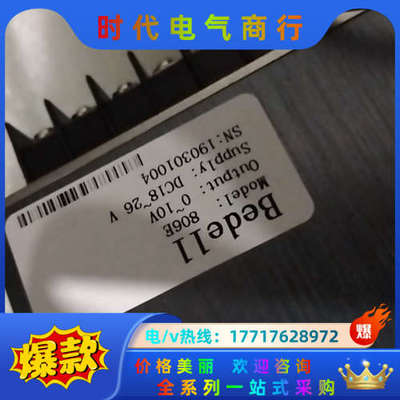 时代电气商行
Bedell
Model: 806E
Output: 0~10V
Supply: DC18~26 V
SN:190301004
电/v热线: 17717628972
爆
爆款
价格美丽 欢迎咨询
全系列一站式采购